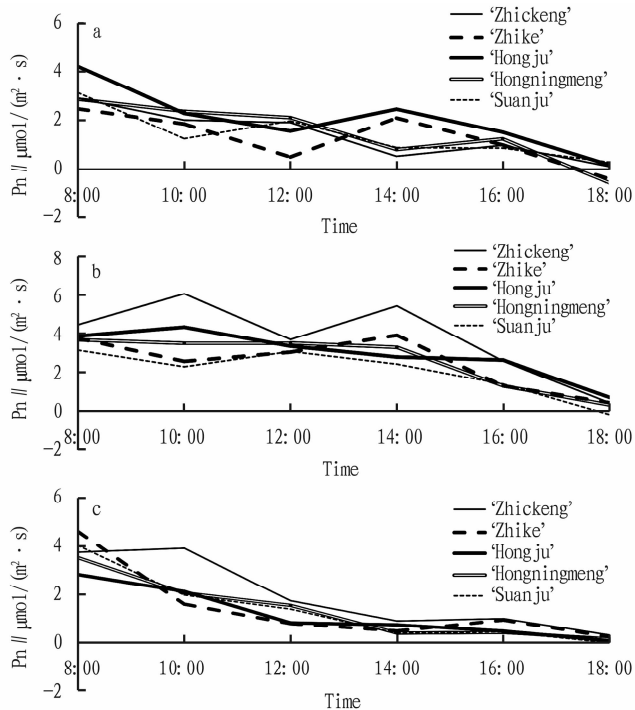 a
Pn // μmol/(m²·s)
6
4
2
0
−2
8:00 10:00 12:00 14:00 16:00 18:00
Time
‘Zhickeng’
‘Zhike’
‘Hongju’
‘Hongningmeng’
‘Suanju’
b
Pn // μmol/(m²·s)
8
6
4
2
0
−2
8:00 10:00 12:00 14:00 16:00 18:00
Time
‘Zhickeng’
‘Zhike’
‘Hongju’
‘Hongningmeng’
‘Suanju’
c
Pn // μmol/(m²·s)
6
4
2
0
−2
8:00 10:00 12:00 14:00 16:00 18:00
Time
‘Zhickeng’
‘Zhike’
‘Hongju’
‘Hongningmeng’
‘Suanju’